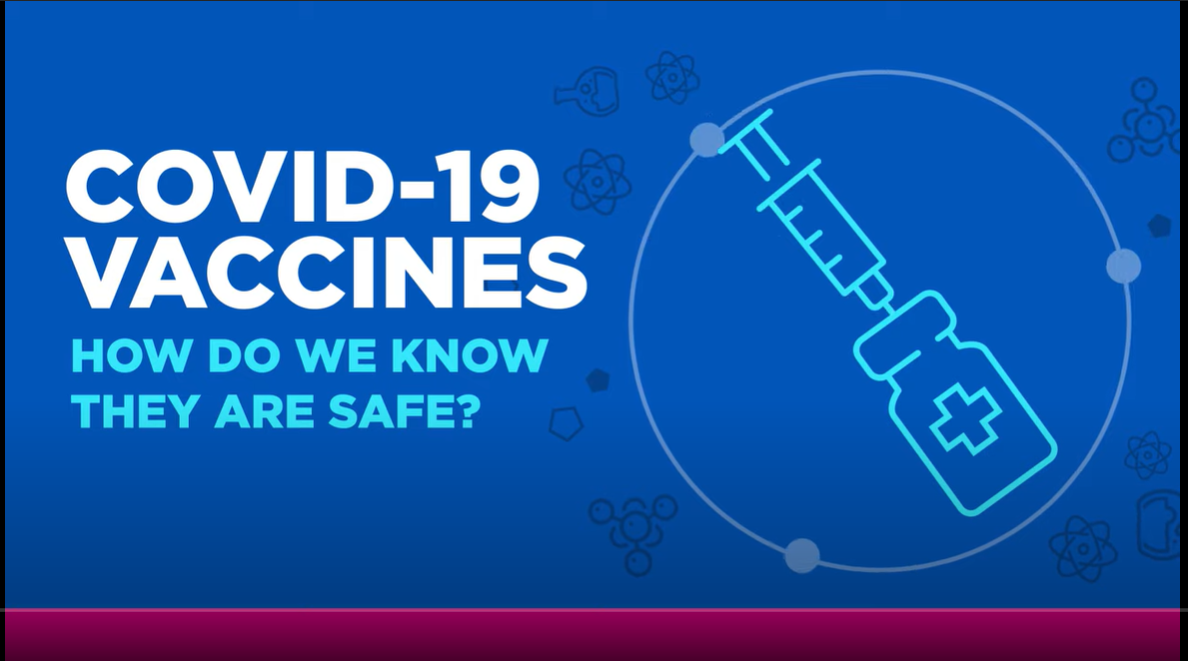 COVID-19
VACCINES
HOW DO WE KNOW
THEY ARE SAFE?